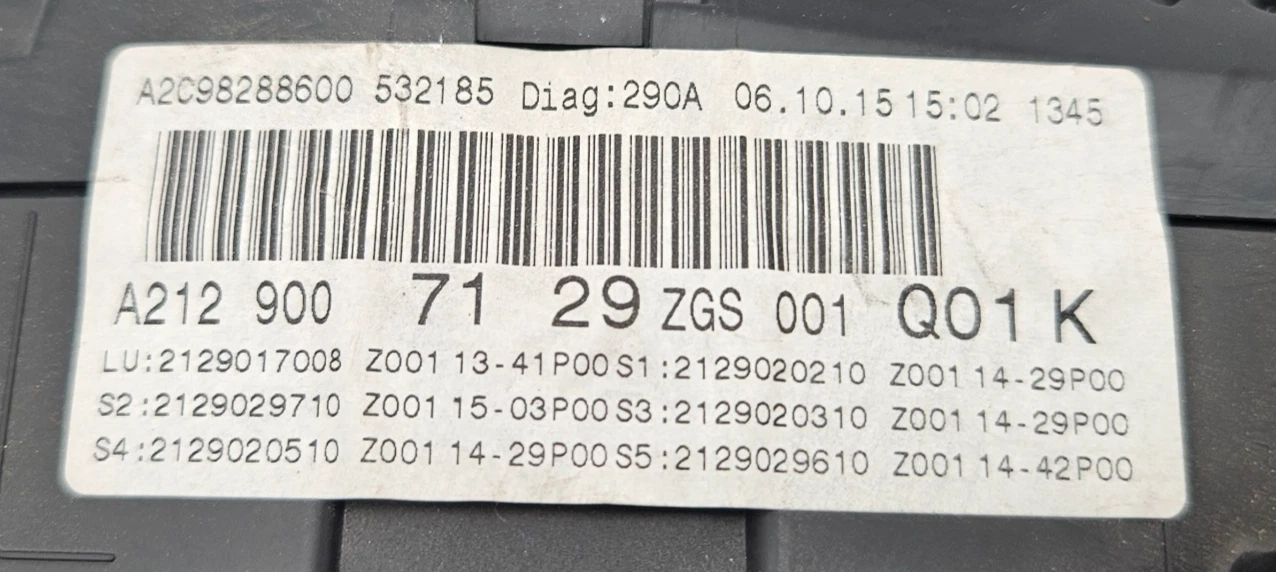 A2C98288600 532185 Diag:290A 06.10.15 15:02 1345
A212 900 71 29 ZGS 001 Q01 K
LU:2129017008 Z001 13-41P00 S1:2129020210 Z001 14-29P00
S2:2129029710 Z001 15-03P00 S3:2129020310 Z001 14-29P00
S4:2129020510 Z001 14-29P00 S5:2129029610 Z001 14-42P00